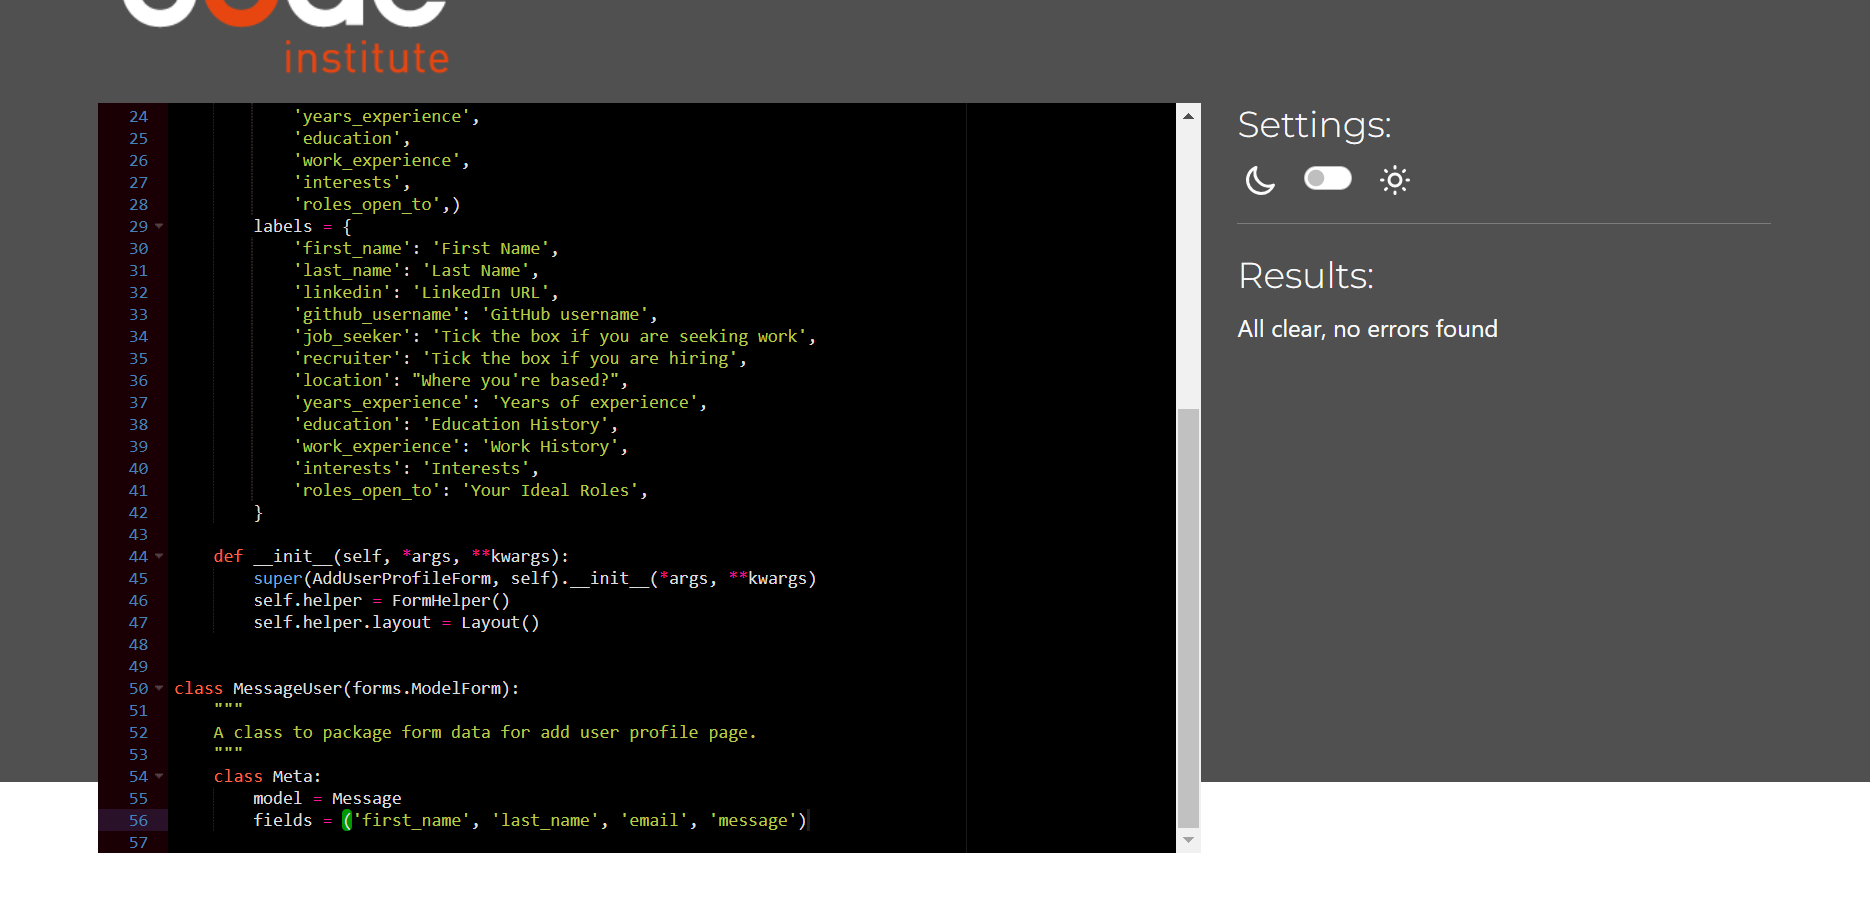 code
institute
24 'years_experience',
25 'education',
26 'work_experience',
27 'interests',
28 'roles_open_to',)
29 labels = {
30 'first_name': 'First Name',
31 'last_name': 'Last Name',
32 'linkedin': 'LinkedIn URL',
33 'github_username': 'GitHub username',
34 'job_seeker': 'Tick the box if you are seeking work',
35 'recruiter': 'Tick the box if you are hiring',
36 'location': "Where you're based?",
37 'years_experience': 'Years of experience',
38 'education': 'Education History',
39 'work_experience': 'Work History',
40 'interests': 'Interests',
41 'roles_open_to': 'Your Ideal Roles',
42 }
43
44 def __init__(self, *args, **kwargs):
45 super(AddUserProfileForm, self).__init__(*args, **kwargs)
46 self.helper = FormHelper()
47 self.helper.layout = Layout()
48
49
50 class MessageUser(forms.ModelForm):
51 """
52 A class to package form data for add user profile page.
53 """
54 class Meta:
55 model = Message
56 fields = ('first_name', 'last_name', 'email', 'message')
57
Settings:
Results:
All clear, no errors found